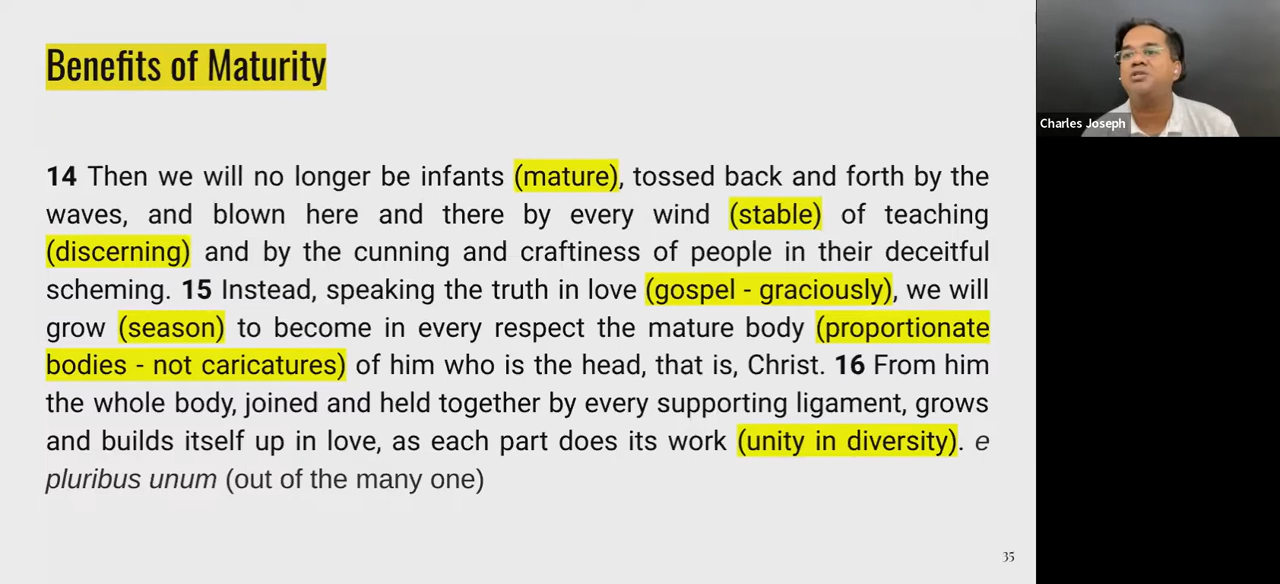 Benefits of Maturity
Charles Joseph
14 Then we will no longer be infants (mature), tossed back and forth by the
waves, and blown here and there by every wind (stable) of teaching
(discerning) and by the cunning and craftiness of people in their deceitful
scheming. 15 Instead, speaking the truth in love (gospel - graciously), we will
grow (season) to become in every respect the mature body (proportionate
bodies - not caricatures) of him who is the head, that is, Christ. 16 From him
the whole body, joined and held together by every supporting ligament, grows
and builds itself up in love, as each part does its work (unity in diversity). e
pluribus unum (out of the many one)
35